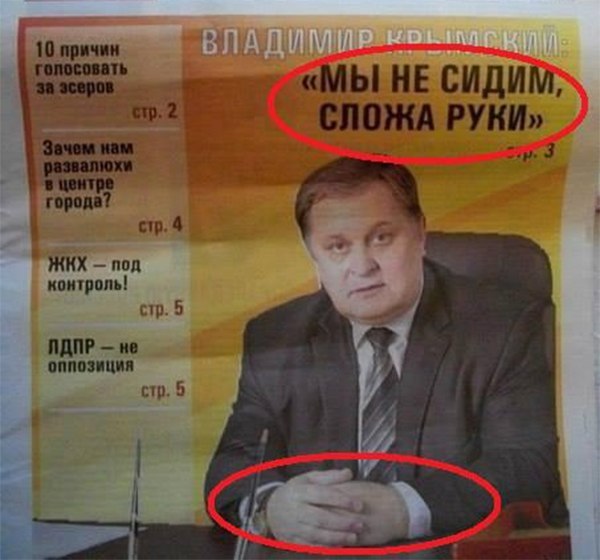 10 причин
голосовать
за эсеров
стр. 2
Зачем нам
развалюхи
в центре
города?
стр. 4
ЖКХ – под
контроль!
стр. 5
ЛДПР – не
оппозиция
стр. 5
ВЛАДИМИР КРЫМСКИЙ:
«МЫ НЕ СИДИМ,
СЛОЖА РУКИ»
стр. 3